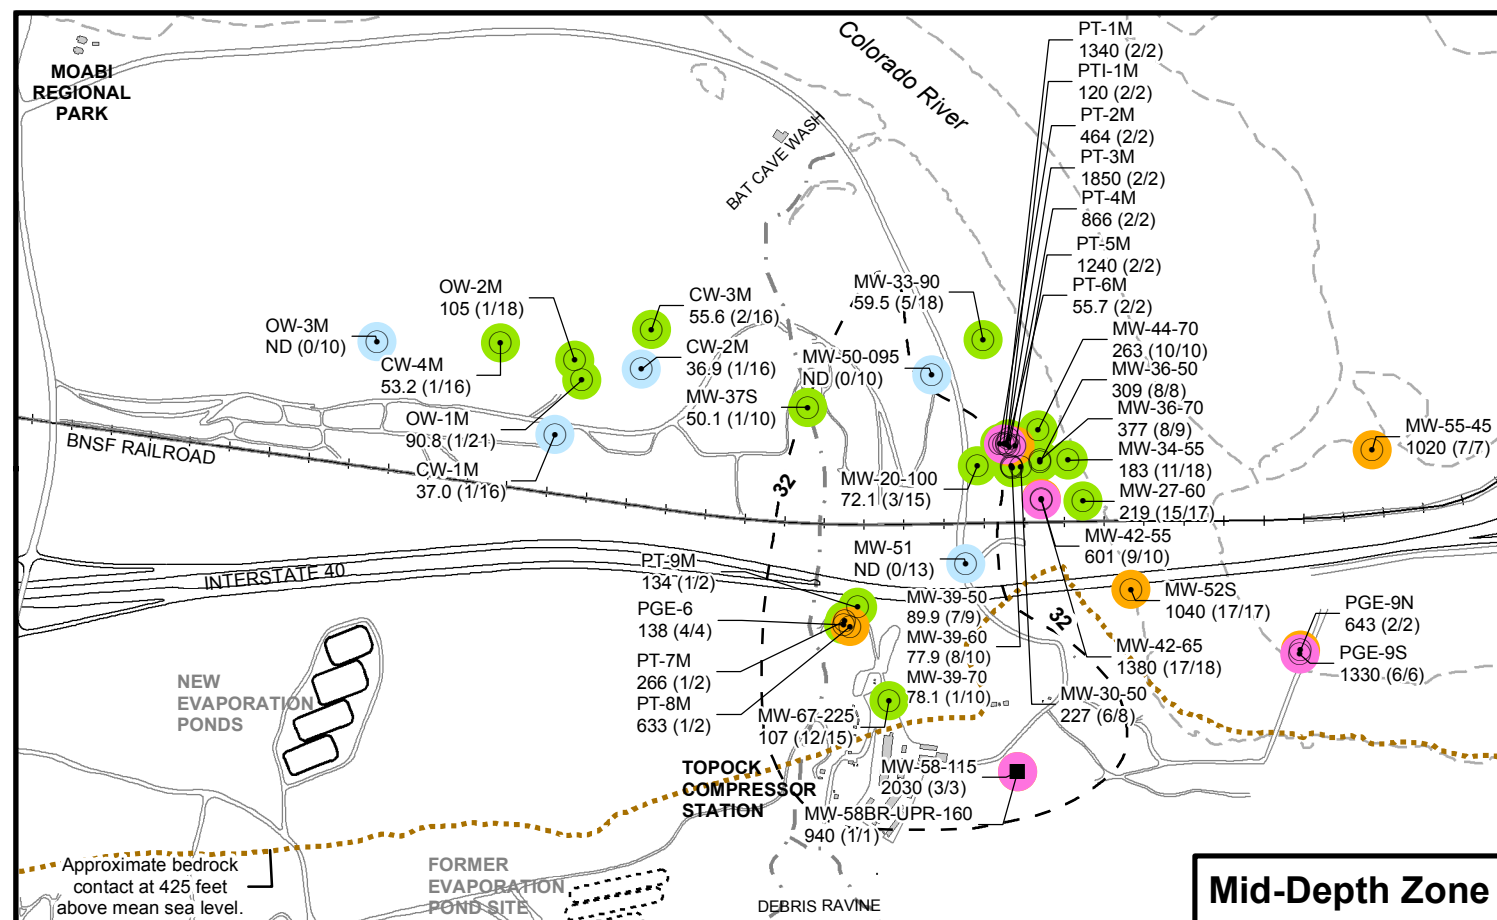 MOABI
REGIONAL
PARK
Colorado River
BAT CAVE WASH
PT-1M
1340 (2/2)
PTI-1M
120 (2/2)
PT-2M
464 (2/2)
PT-3M
1850 (2/2)
PT-4M
866 (2/2)
PT-5M
1240 (2/2)
PT-6M
55.7 (2/2)
MW-44-70
263 (10/10)
MW-36-50
309 (8/8)
MW-36-70
377 (8/9)
MW-34-55
183 (11/18)
MW-27-60
219 (15/17)
MW-42-55
601 (9/10)
MW-55-45
1020 (7/7)
OW-3M
ND (0/10)
OW-2M
105 (1/18)
CW-3M
55.6 (2/16)
CW-4M
53.2 (1/16)
CW-2M
36.9 (1/16)
MW-33-90
59.5 (5/18)
MW-50-095
ND (0/10)
MW-37S
50.1 (1/10)
OW-1M
90.8 (1/21)
CW-1M
37.0 (1/16)
MW-20-100
72.1 (3/15)
BNSF RAILROAD
32
INTERSTATE 40
MW-51
ND (0/13)
PT-9M
134 (1/2)
PGE-6
138 (4/4)
PT-7M
266 (1/2)
PT-8M
633 (1/2)
MW-39-50
89.9 (7/9)
MW-39-60
77.9 (8/10)
MW-39-70
78.1 (1/10)
32
MW-52S
1040 (17/17)
MW-42-65
1380 (17/18)
MW-30-50
227 (6/8)
PGE-9N
643 (2/2)
PGE-9S
1330 (6/6)
NEW
EVAPORATION
PONDS
MW-67-225
107 (12/15)
TOPOCK
COMPRESSOR
STATION
MW-58-115
2030 (3/3)
MW-58BR-UPR-160
940 (1/1)
Approximate bedrock
contact at 425 feet
above mean sea level.
FORMER
EVAPORATION
POND SITE
DEBRIS RAVINE
Mid-Depth Zone